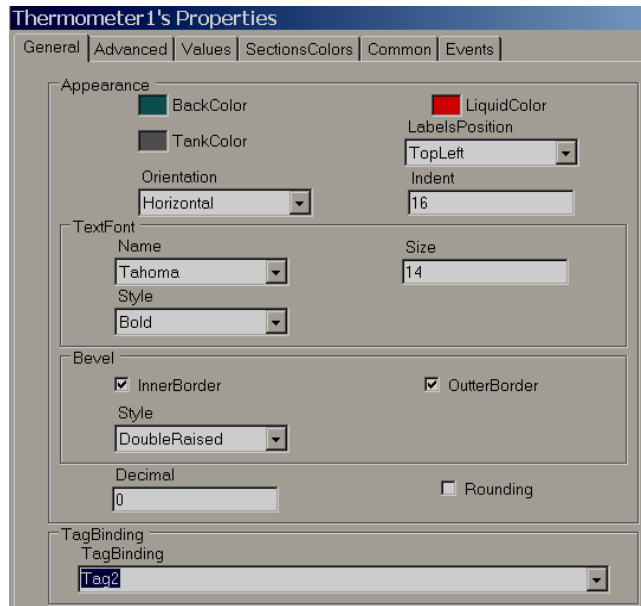 Thermometer1's Properties
General Advanced Values SectionsColors Common Events
Appearance
BackColor LiquidColor
TankColor LabelsPosition
TopLeft
Orientation Indent
Horizontal 16
TextFont
Name Size
Tahoma 14
Style
Bold
Bevel
InnerBorder OutterBorder
Style
DoubleRaised
Decimal
0 Rounding
TagBinding
TagBinding
Tag2